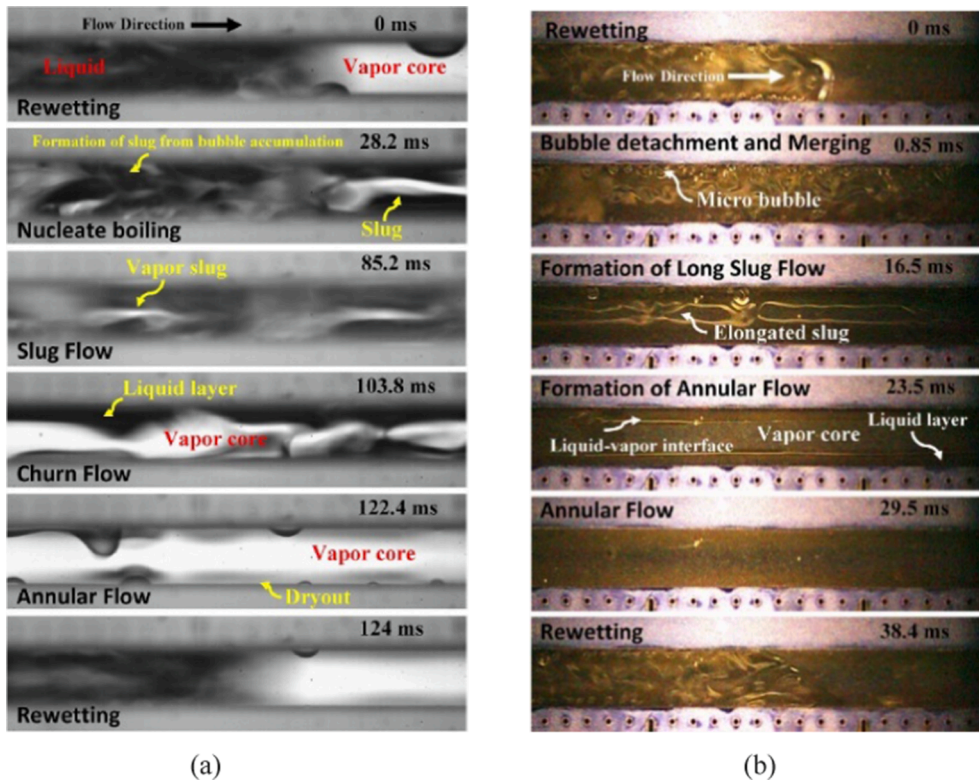 Flow Direction
0 ms
Liquid
Vapor core
Rewetting
Formation of slug from bubble accumulation
28.2 ms
Nucleate boiling
Slug
Vapor slug
85.2 ms
Slug Flow
Liquid layer
103.8 ms
Vapor core
Churn Flow
122.4 ms
Vapor core
Annular Flow
Dryout
124 ms
Rewetting
(a)
Rewetting
0 ms
Flow Direction
Bubble detachment and Merging
0.85 ms
Micro bubble
Formation of Long Slug Flow
16.5 ms
Elongated slug
Formation of Annular Flow
23.5 ms
Liquid layer
Vapor core
Liquid-vapor interface
Annular Flow
29.5 ms
Rewetting
38.4 ms
(b)